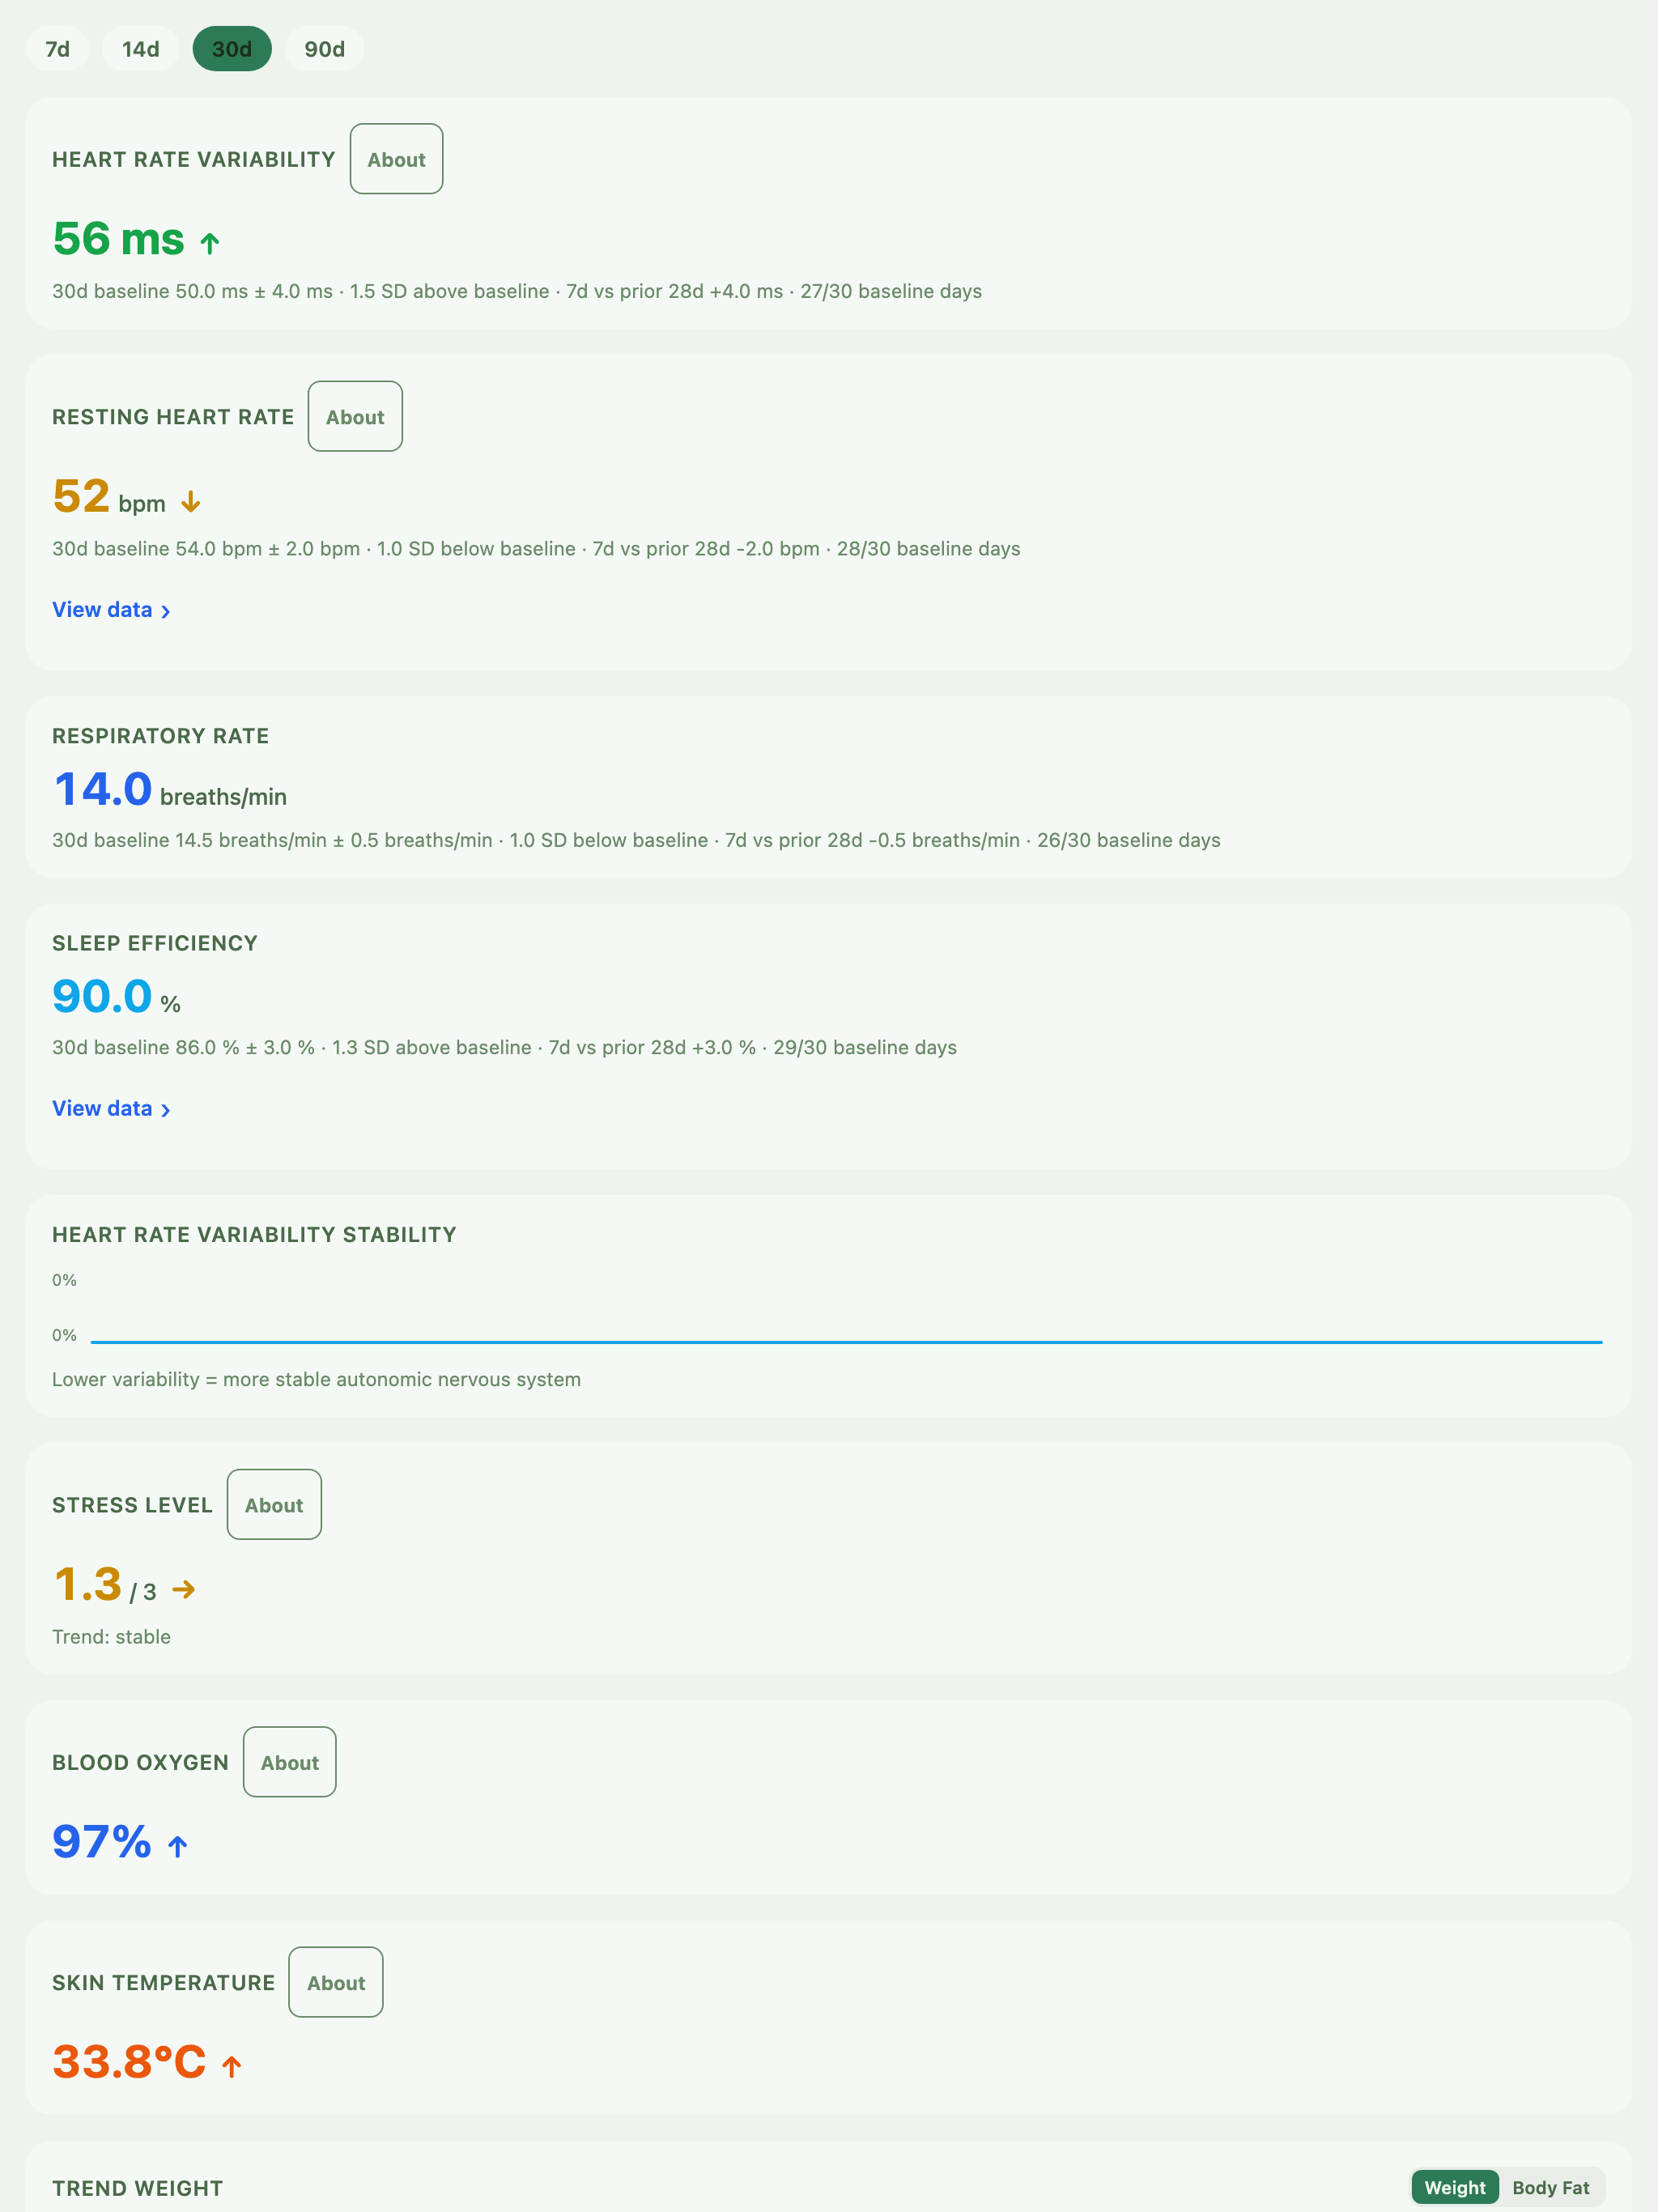 7d 14d 30d 90d
HEART RATE VARIABILITY About
56 ms ↑
30d baseline 50.0 ms ± 4.0 ms · 1.5 SD above baseline · 7d vs prior 28d +4.0 ms · 27/30 baseline days
RESTING HEART RATE About
52 bpm ↓
30d baseline 54.0 bpm ± 2.0 bpm · 1.0 SD below baseline · 7d vs prior 28d -2.0 bpm · 28/30 baseline days
View data ›
RESPIRATORY RATE
14.0 breaths/min
30d baseline 14.5 breaths/min ± 0.5 breaths/min · 1.0 SD below baseline · 7d vs prior 28d -0.5 breaths/min · 26/30 baseline days
SLEEP EFFICIENCY
90.0 %
30d baseline 86.0 % ± 3.0 % · 1.3 SD above baseline · 7d vs prior 28d +3.0 % · 29/30 baseline days
View data ›
HEART RATE VARIABILITY STABILITY
0%
0%
Lower variability = more stable autonomic nervous system
STRESS LEVEL About
1.3 / 3 →
Trend: stable
BLOOD OXYGEN About
97% ↑
SKIN TEMPERATURE About
33.8°C ↑
TREND WEIGHT Weight Body Fat